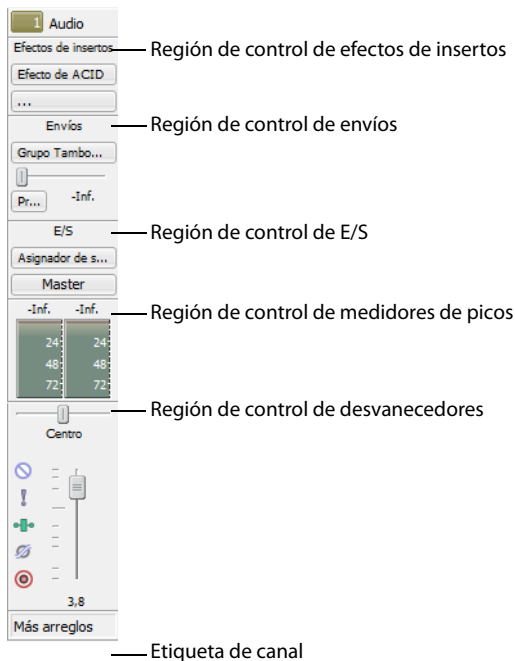 1 Audio
Efectos de insertos
Región de control de efectos de insertos
Efecto de ACID
...
Envíos
Región de control de envíos
Grupo Tambo...
Pr... -Inf.
E/S
Región de control de E/S
Asignador de s...
Master
-Inf. -Inf.
Región de control de medidores de picos
24 24
48 48
72 72
Región de control de desvanecedores
Centro
3,8
Más arreglos
Etiqueta de canal